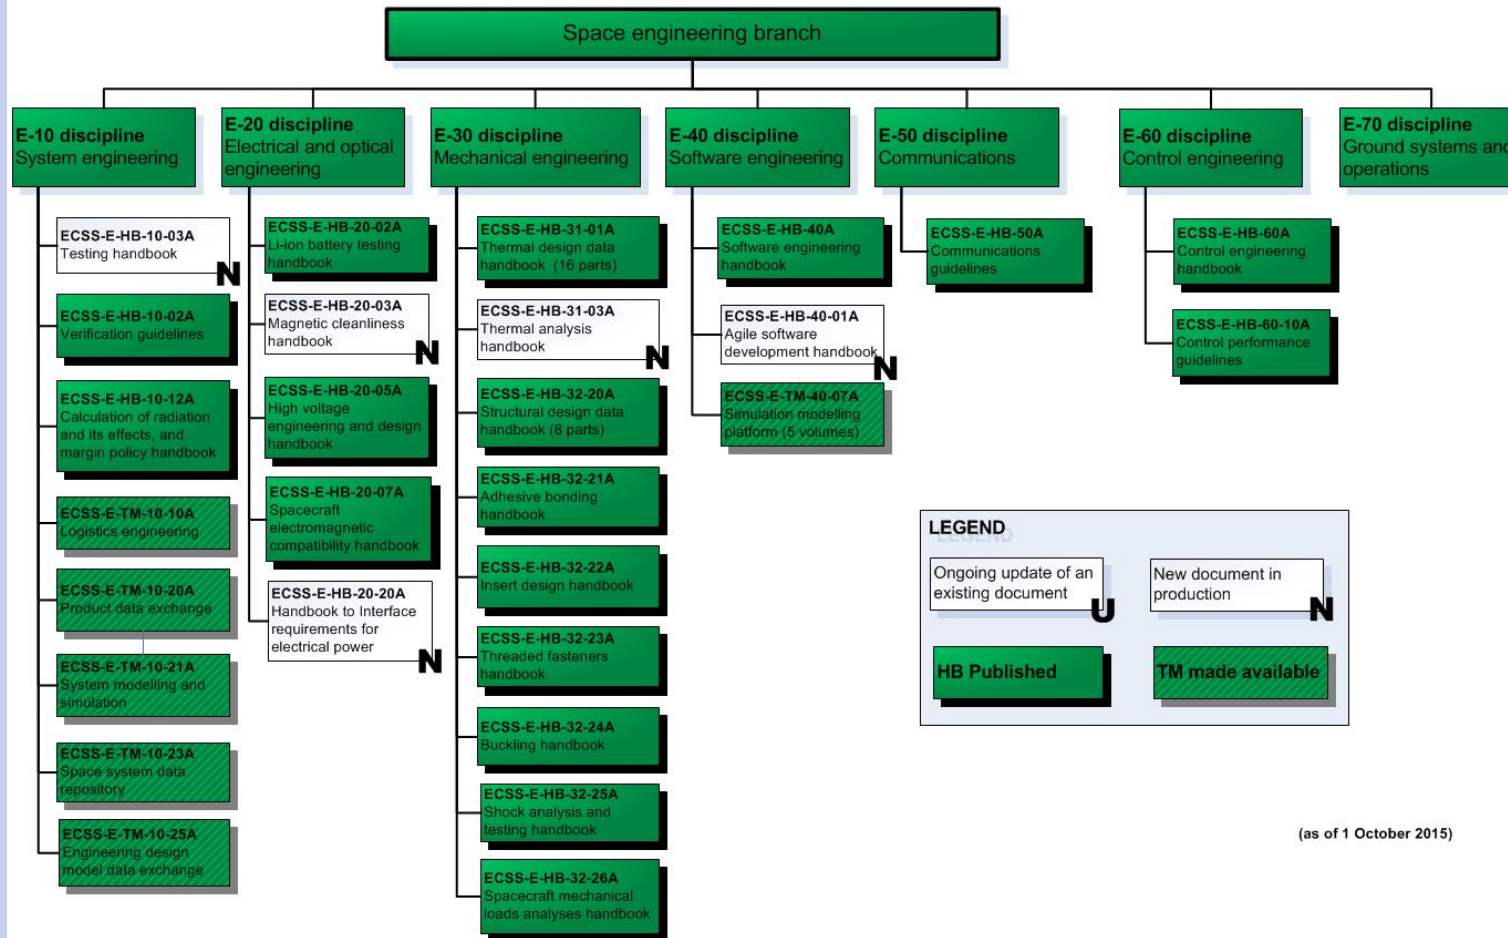 Space engineering branch
E-10 discipline
System engineering
E-20 discipline
Electrical and optical
engineering
E-30 discipline
Mechanical engineering
E-40 discipline
Software engineering
E-50 discipline
Communications
E-60 discipline
Control engineering
E-70 discipline
Ground systems and
operations
ECSS-E-HB-10-03A
Testing handbook
N
ECSS-E-HB-10-02A
Verification guidelines
ECSS-E-HB-10-12A
Calculation of radiation
and its effects, and
margin policy handbook
ECSS-E-TM-10-10A
Logistics engineering
ECSS-E-TM-10-20A
Product data exchange
ECSS-E-TM-10-21A
System modelling and
simulation
ECSS-E-TM-10-23A
Space system data
repository
ECSS-E-TM-10-25A
Engineering design
model data exchange
ECSS-E-HB-20-02A
Li-ion battery testing
handbook
ECSS-E-HB-20-03A
Magnetic cleanliness
handbook
N
ECSS-E-HB-20-05A
High voltage
engineering and design
handbook
ECSS-E-HB-20-07A
Spacecraft
electromagnetic
compatibility handbook
ECSS-E-HB-20-20A
Handbook to Interface
requirements for
electrical power
N
ECSS-E-HB-31-01A
Thermal design data
handbook (16 parts)
ECSS-E-HB-31-03A
Thermal analysis
handbook
N
ECSS-E-HB-32-20A
Structural design data
handbook (8 parts)
ECSS-E-HB-32-21A
Adhesive bonding
handbook
ECSS-E-HB-32-22A
Insert design handbook
ECSS-E-HB-32-23A
Threaded fasteners
handbook
ECSS-E-HB-32-24A
Buckling handbook
ECSS-E-HB-32-25A
Shock analysis and
testing handbook
ECSS-E-HB-32-26A
Spacecraft mechanical
loads analyses handbook
ECSS-E-HB-40A
Software engineering
handbook
ECSS-E-HB-40-01A
Agile software
development handbook
N
ECSS-E-TM-40-07A
Simulation modelling
platform (5 volumes)
ECSS-E-HB-50A
Communications
guidelines
ECSS-E-HB-60A
Control engineering
handbook
ECSS-E-HB-60-10A
Control performance
guidelines
LEGEND
Ongoing update of an
existing document
U
New document in
production
N
HB Published
TM made available
(as of 1 October 2015)